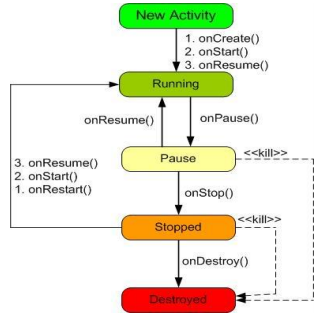 New Activity
1. onCreate()
2. onStart()
3. onResume()
Running
onResume()
onPause()
Pause
<<kill>>
3. onResume()
2. onStart()
1. onRestart()
onStop()
Stopped
<<kill>>
onDestroy()
Destroyed